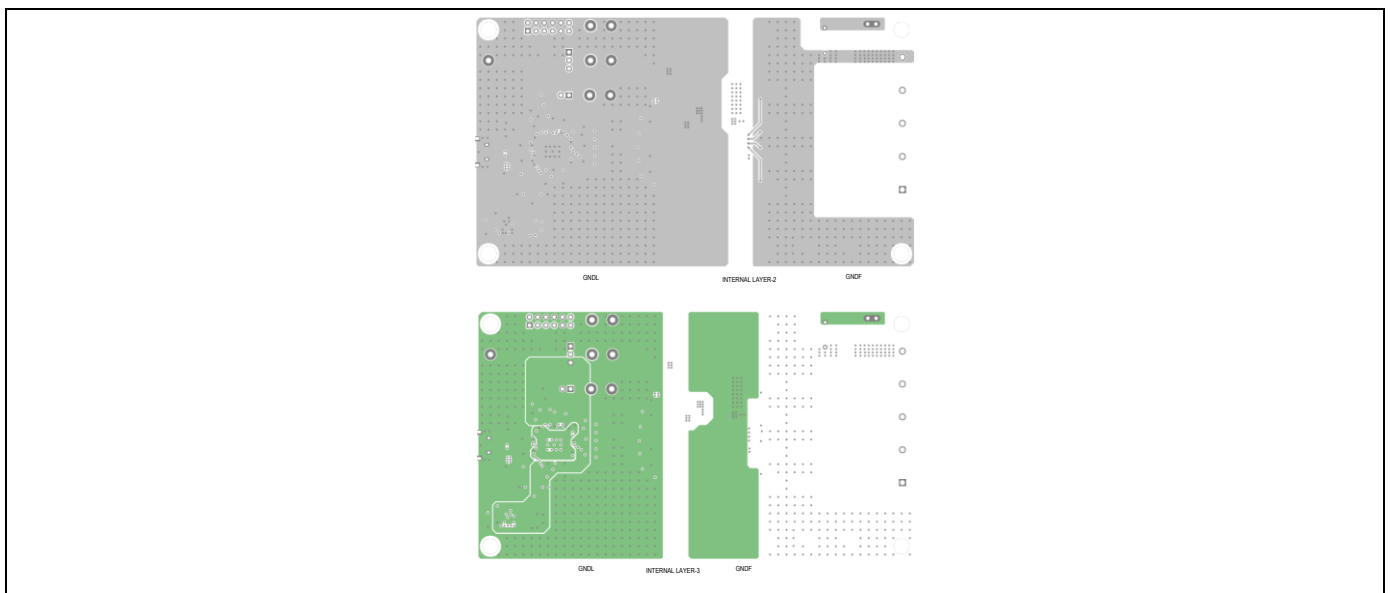 GNDL INTERNAL LAYER-2 GNDF
GNDL INTERNAL LAYER-3 GNDF